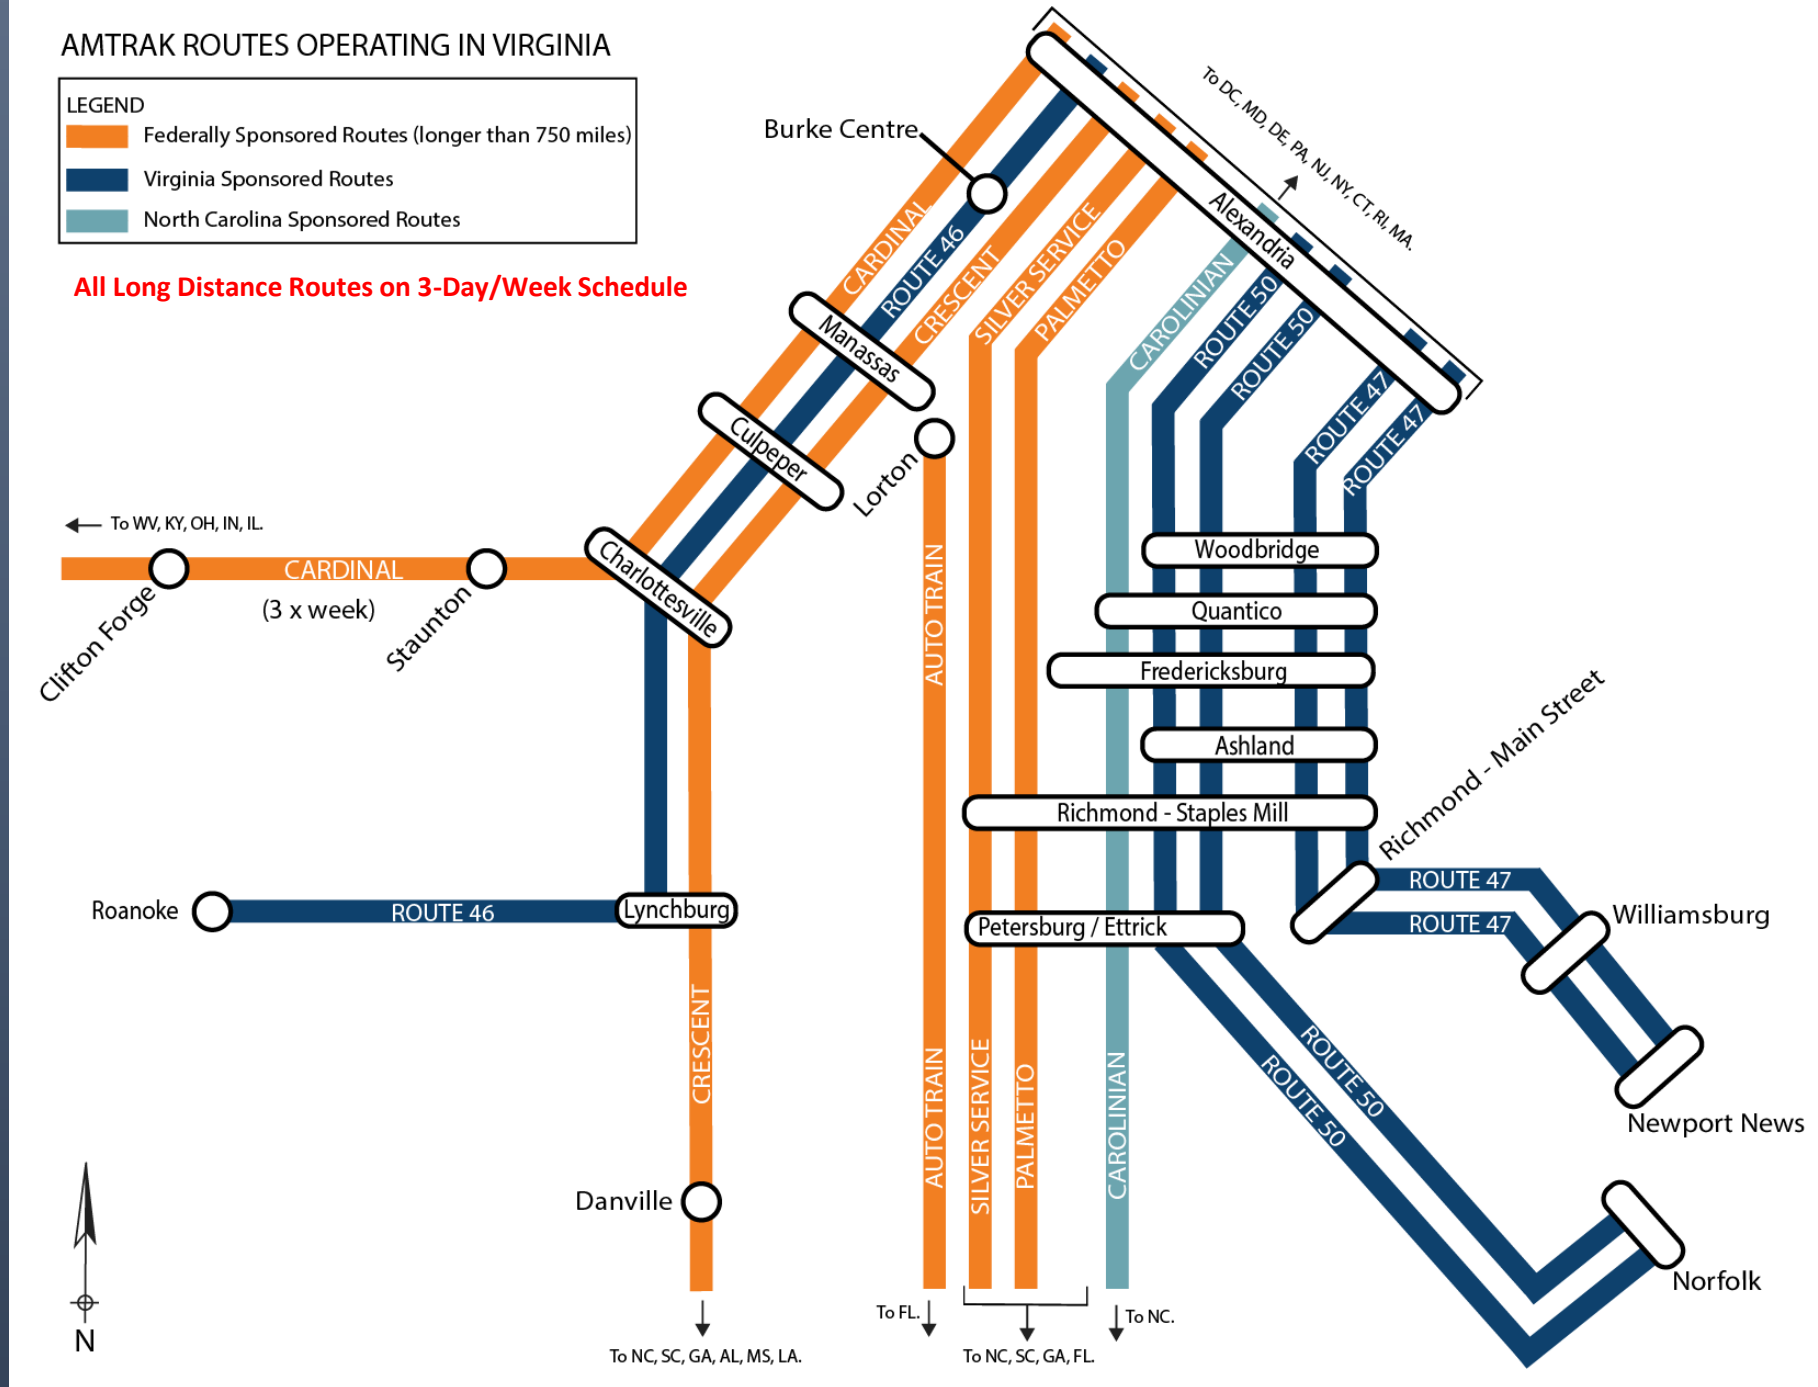 AMTRAK ROUTES OPERATING IN VIRGINIA
LEGEND
Federally Sponsored Routes (longer than 750 miles)
Virginia Sponsored Routes
North Carolina Sponsored Routes
All Long Distance Routes on 3-Day/Week Schedule
To DC, MD, DE, PA, NJ, NY, CT, RI, MA.
Burke Centre
Alexandria
CARDINAL
ROUTE 46
CRESCENT
SILVER SERVICE
PALMETTO
CAROLINIAN
ROUTE 50
ROUTE 50
ROUTE 47
ROUTE 47
Manassas
Culpeper
Lorton
Charlottesville
To WV, KY, OH, IN, IL.
CARDINAL
(3 x week)
Clifton Forge
Staunton
AUTO TRAIN
Woodbridge
Quantico
Fredericksburg
Ashland
Richmond - Staples Mill
Richmond - Main Street
Roanoke
ROUTE 46
Lynchburg
Petersburg / Ettrick
ROUTE 47
ROUTE 47
Williamsburg
Newport News
CRESCENT
AUTO TRAIN
SILVER SERVICE
PALMETTO
CAROLINIAN
ROUTE 50
ROUTE 50
Danville
Norfolk
N
To NC, SC, GA, AL, MS, LA.
To FL.
To NC, SC, GA, FL.
To NC.